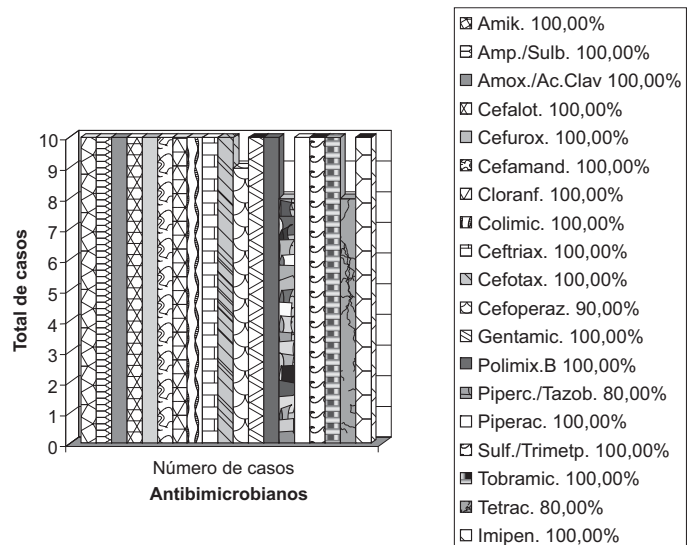 10
9
8
7
6
5
4
3
2
1
0
Total de casos
Número de casos
Antibimicrobianos
Amik. 100,00%
Amp./Sulb. 100,00%
Amox./Ac.Clav 100,00%
Cefalot. 100,00%
Cefurox. 100,00%
Cefamand. 100,00%
Cloranf. 100,00%
Colimic. 100,00%
Ceftriax. 100,00%
Cefotax. 100,00%
Cefoperaz. 90,00%
Gentamic. 100,00%
Polimix.B 100,00%
Piperc./Tazob. 80,00%
Piperac. 100,00%
Sulf./Trimetp. 100,00%
Tobramic. 100,00%
Tetrac. 80,00%
Imipen. 100,00%